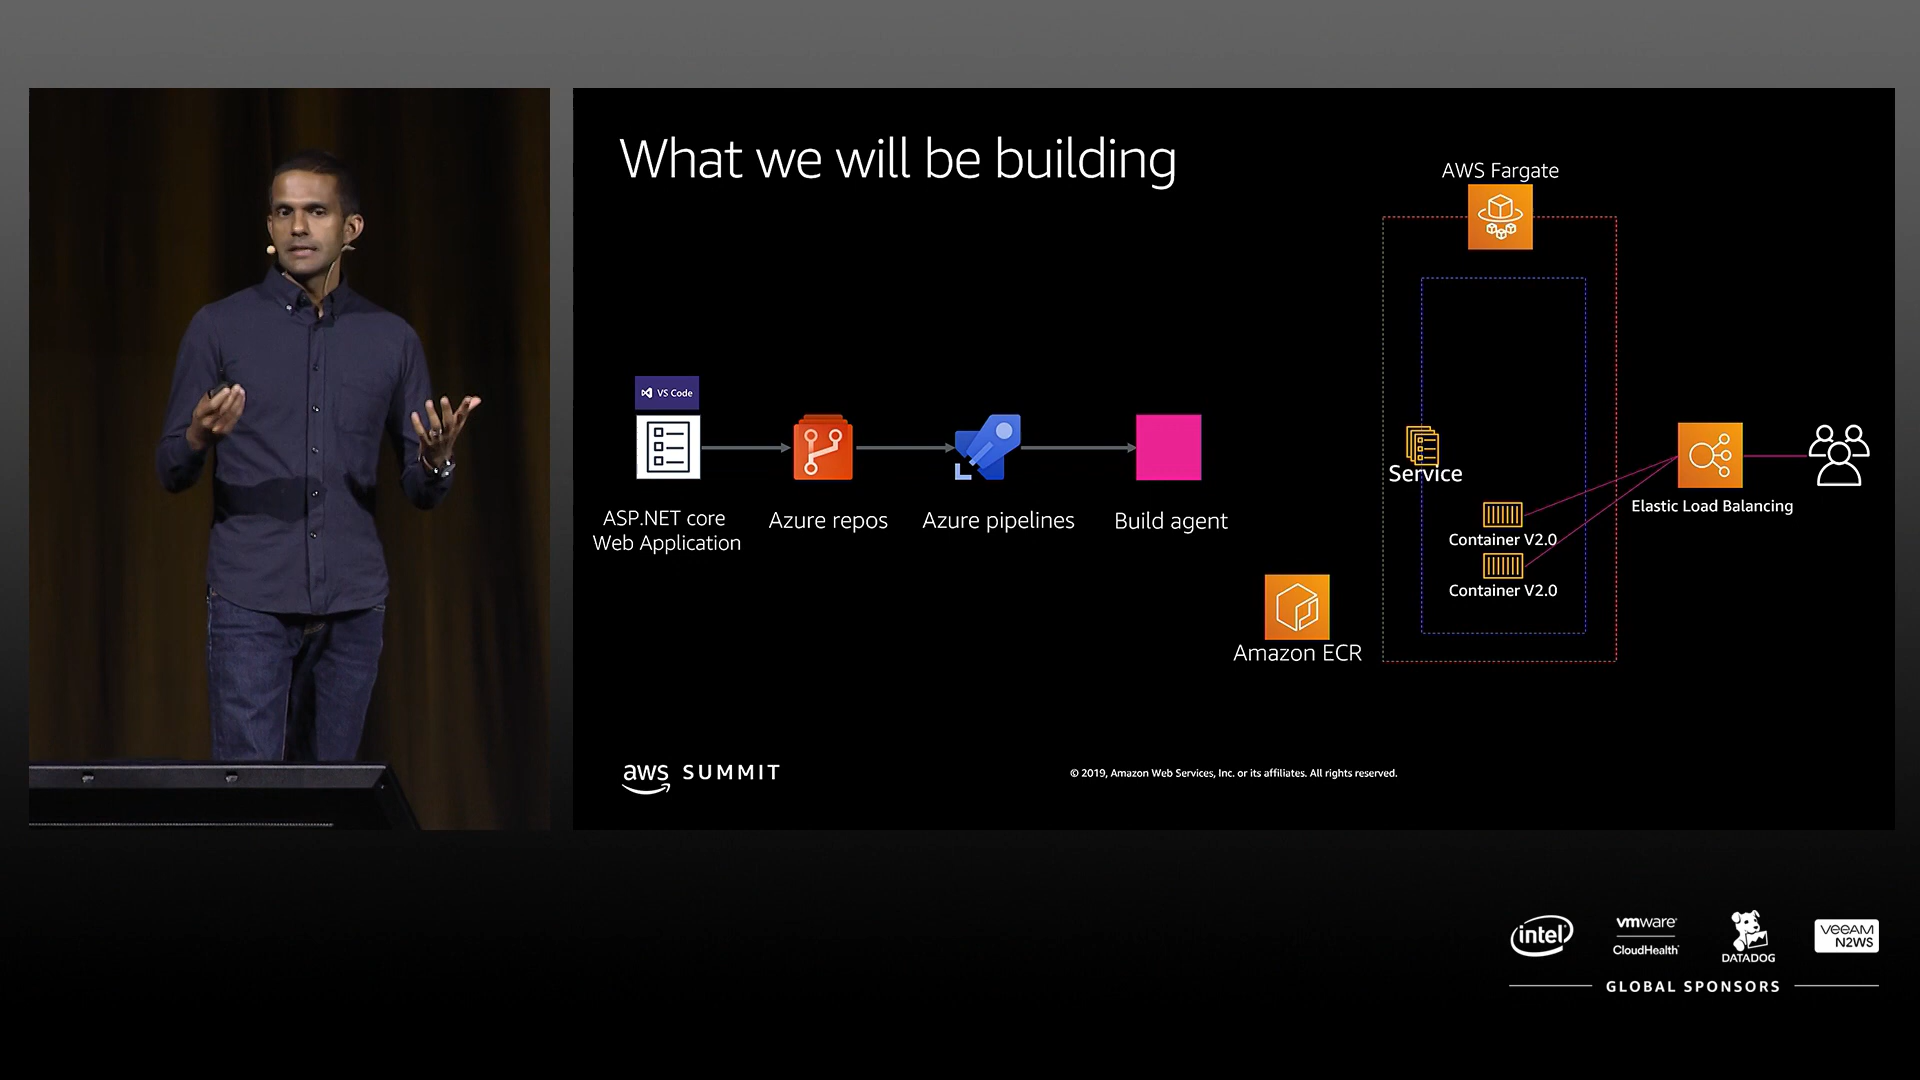 What we will be building
AWS Fargate
VS Code
ASP.NET core
Web Application
Azure repos
Azure pipelines
Build agent
Service
Container V2.0
Container V2.0
Elastic Load Balancing
Amazon ECR
aws SUMMIT
© 2019, Amazon Web Services, Inc. or its affiliates. All rights reserved.
intel
vmware
CloudHealth
DATADOG
VEEAM
N2WS
GLOBAL SPONSORS